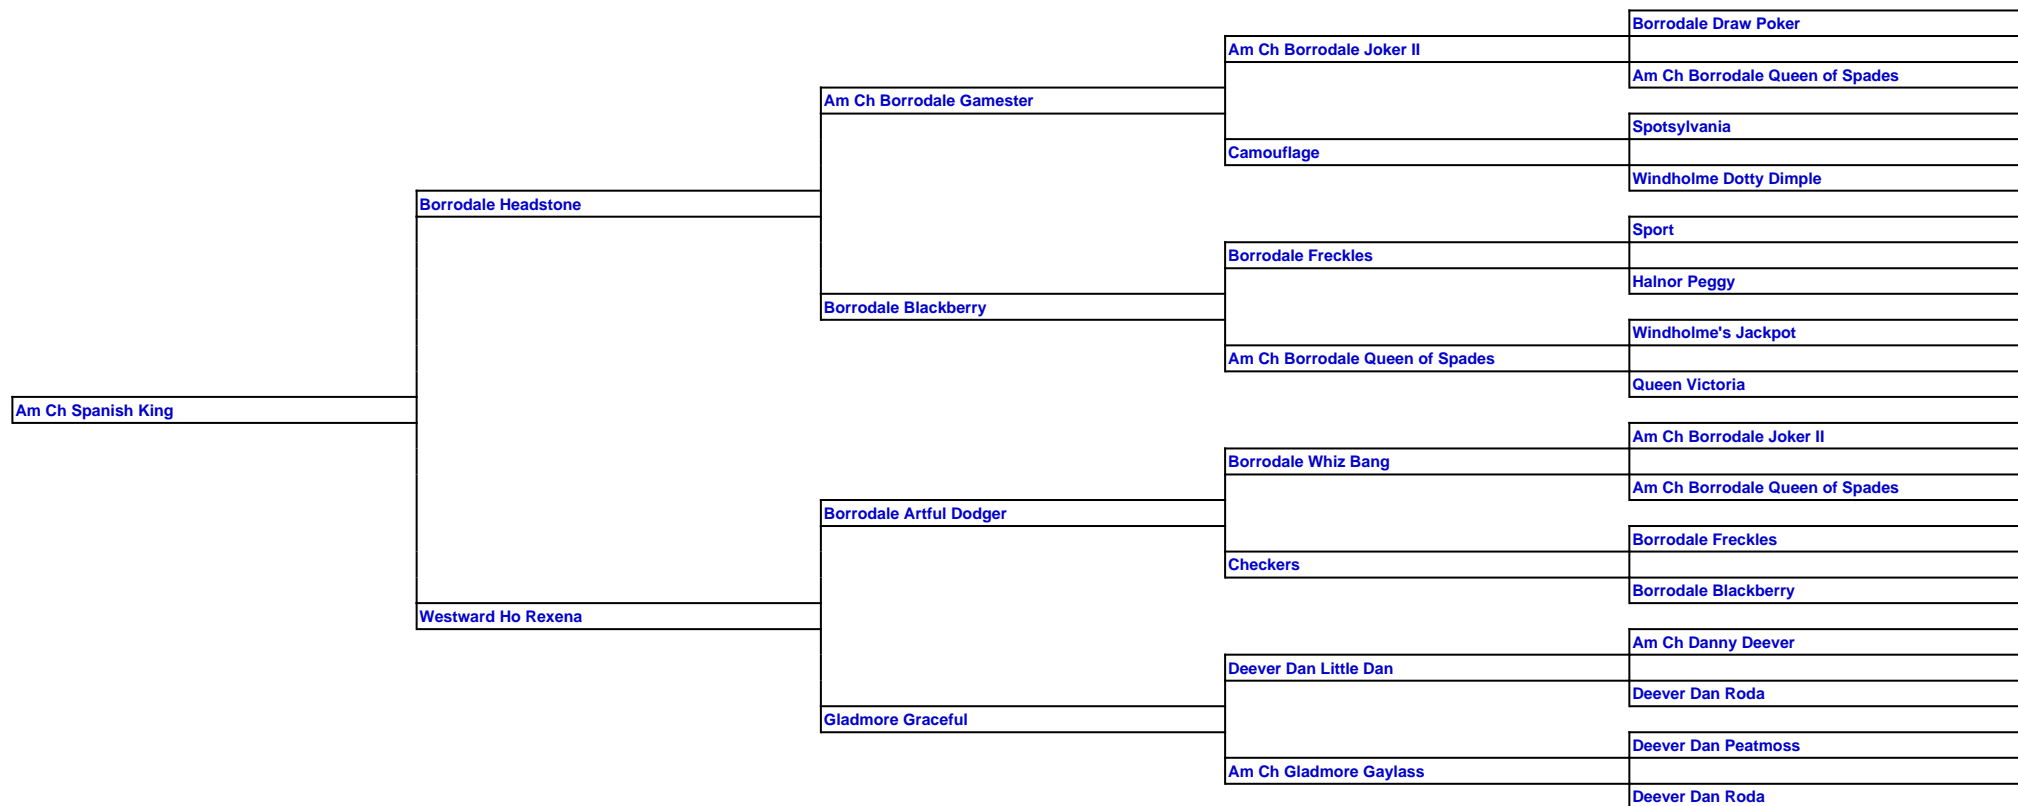 Borrodale Draw Poker
Am Ch Borrodale Joker II
Am Ch Borrodale Queen of Spades
Am Ch Borrodale Gamester
Spotsylvania
Camouflage
Windholme Dotty Dimple
Borrodale Headstone
Sport
Borrodale Freckles
Halnor Peggy
Borrodale Blackberry
Windholme's Jackpot
Am Ch Borrodale Queen of Spades
Queen Victoria
Am Ch Spanish King
Am Ch Borrodale Joker II
Borrodale Whiz Bang
Am Ch Borrodale Queen of Spades
Borrodale Artful Dodger
Borrodale Freckles
Checkers
Borrodale Blackberry
Westward Ho Rexena
Am Ch Danny Deever
Deever Dan Little Dan
Deever Dan Roda
Gladmore Graceful
Deever Dan Peatmoss
Am Ch Gladmore Gaylass
Deever Dan Roda